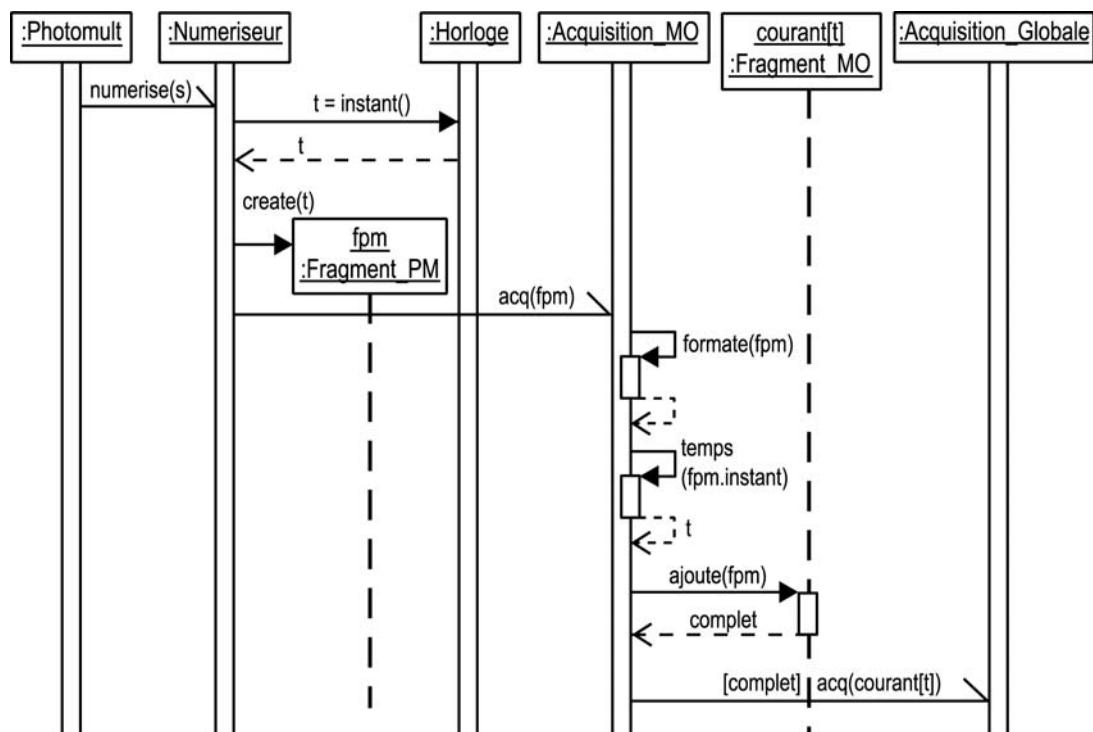 :Photomult
:Numeriseur
:Horloge
:Acquisition_MO
courant[t]
:Fragment_MO
:Acquisition_Globale
numerise(s)
t = instant()
t
create(t)
fpm
:Fragment_PM
acq(fpm)
formate(fpm)
temps
(fpm.instant)
t
ajoute(fpm)
complet
[complet] acq(courant[t])